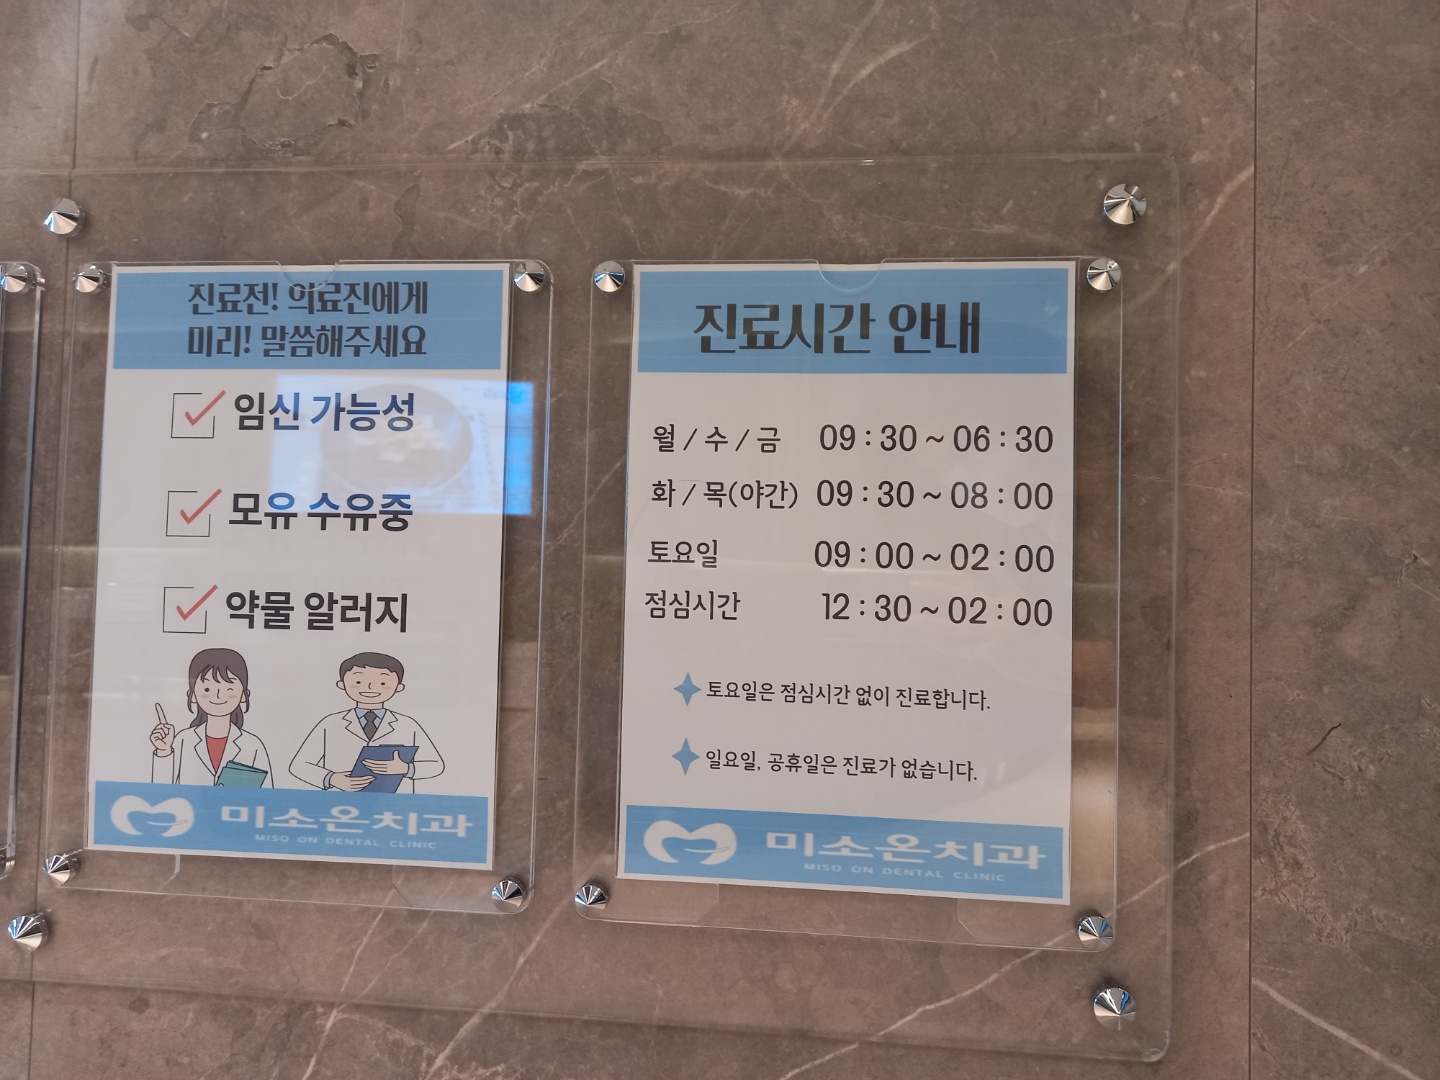 진료전! 의료진에게
미리! 말씀해주세요
임신 가능성
모유 수유중
약물 알러지
미소온치과
MISO ON DENTAL CLINIC
진료시간 안내
월 / 수 / 금 09 : 30 ~ 06 : 30
화 / 목(야간) 09 : 30 ~ 08 : 00
토요일 09 : 00 ~ 02 : 00
점심시간 12 : 30 ~ 02 : 00
토요일은 점심시간 없이 진료합니다.
일요일, 공휴일은 진료가 없습니다.
미소온치과
MISO ON DENTAL CLINIC